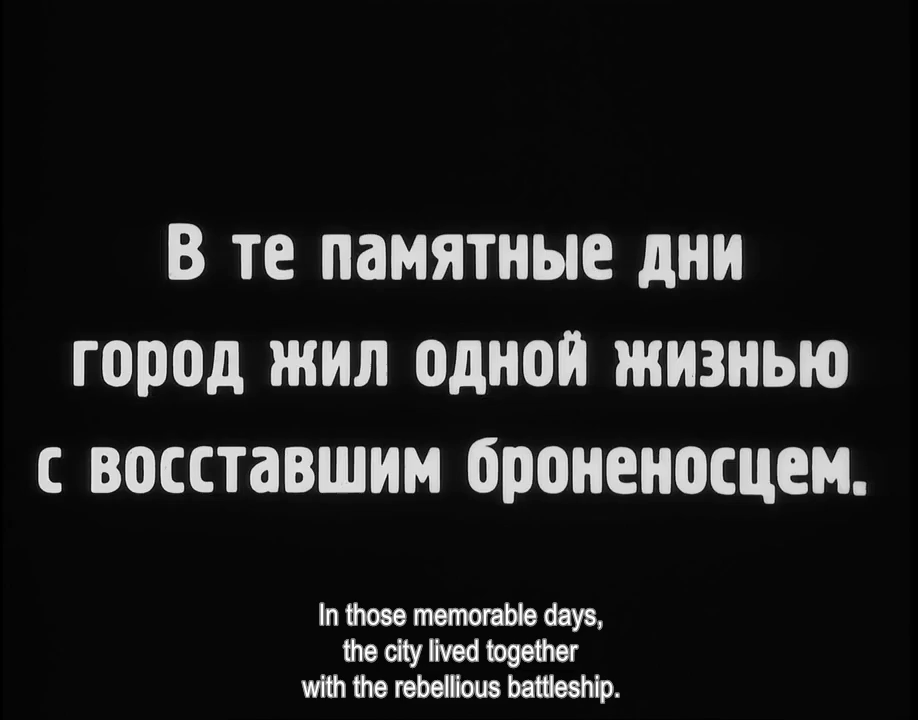 В те памятные дни
город жил одной жизнью
с восставшим броненосцем.
In those memorable days,
the city lived together
with the rebellious battleship.